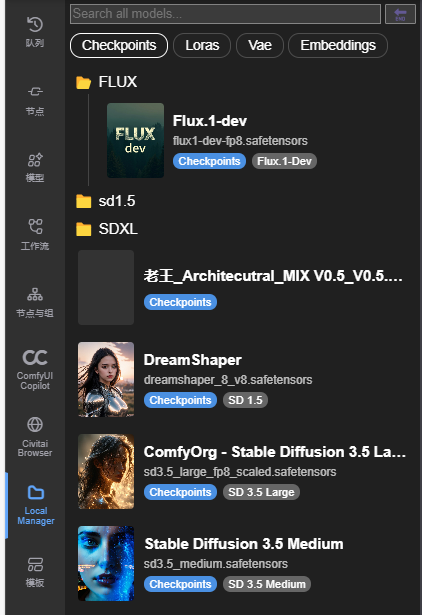 Search all models...
END
Checkpoints
Loras
Vae
Embeddings
队列
节点
模型
工作流
节点与组
ComfyUI
Copilot
Civitai
Browser
Local
Manager
模板
FLUX
FLUX
dev
Flux.1-dev
flux1-dev-fp8.safetensors
Checkpoints
Flux.1-Dev
sd1.5
SDXL
老王_Architecutral_MIX V0.5_V0.5....
Checkpoints
DreamShaper
dreamshaper_8_v8.safetensors
Checkpoints
SD 1.5
ComfyOrg - Stable Diffusion 3.5 La...
sd3.5_large_fp8_scaled.safetensors
Checkpoints
SD 3.5 Large
Stable Diffusion 3.5 Medium
sd3.5_medium.safetensors
Checkpoints
SD 3.5 Medium